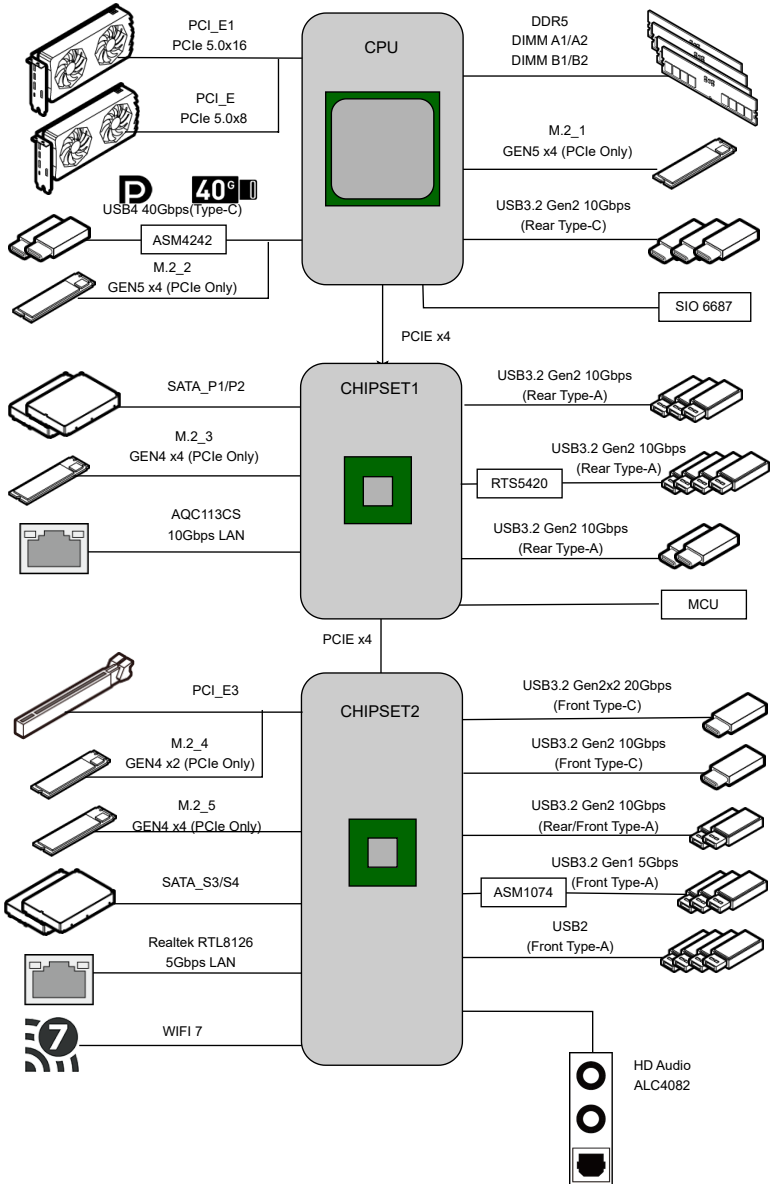 PCI_E1
PCIe 5.0x16
PCI_E
PCIe 5.0x8
40G
USB4 40Gbps(Type-C)
ASM4242
M.2_2
GEN5 x4 (PCIe Only)
CPU
DDR5
DIMM A1/A2
DIMM B1/B2
M.2_1
GEN5 x4 (PCIe Only)
USB3.2 Gen2 10Gbps
(Rear Type-C)
SIO 6687
PCIE x4
SATA_P1/P2
M.2_3
GEN4 x4 (PCIe Only)
AQC113CS
10Gbps LAN
CHIPSET1
USB3.2 Gen2 10Gbps
(Rear Type-A)
USB3.2 Gen2 10Gbps
(Rear Type-A)
RTS5420
USB3.2 Gen2 10Gbps
(Rear Type-A)
MCU
PCIE x4
PCI_E3
M.2_4
GEN4 x2 (PCIe Only)
M.2_5
GEN4 x4 (PCIe Only)
SATA_S3/S4
Realtek RTL8126
5Gbps LAN
7
WIFI 7
CHIPSET2
USB3.2 Gen2x2 20Gbps
(Front Type-C)
USB3.2 Gen2 10Gbps
(Front Type-C)
USB3.2 Gen2 10Gbps
(Rear/Front Type-A)
USB3.2 Gen1 5Gbps
(Front Type-A)
ASM1074
USB2
(Front Type-A)
HD Audio
ALC4082